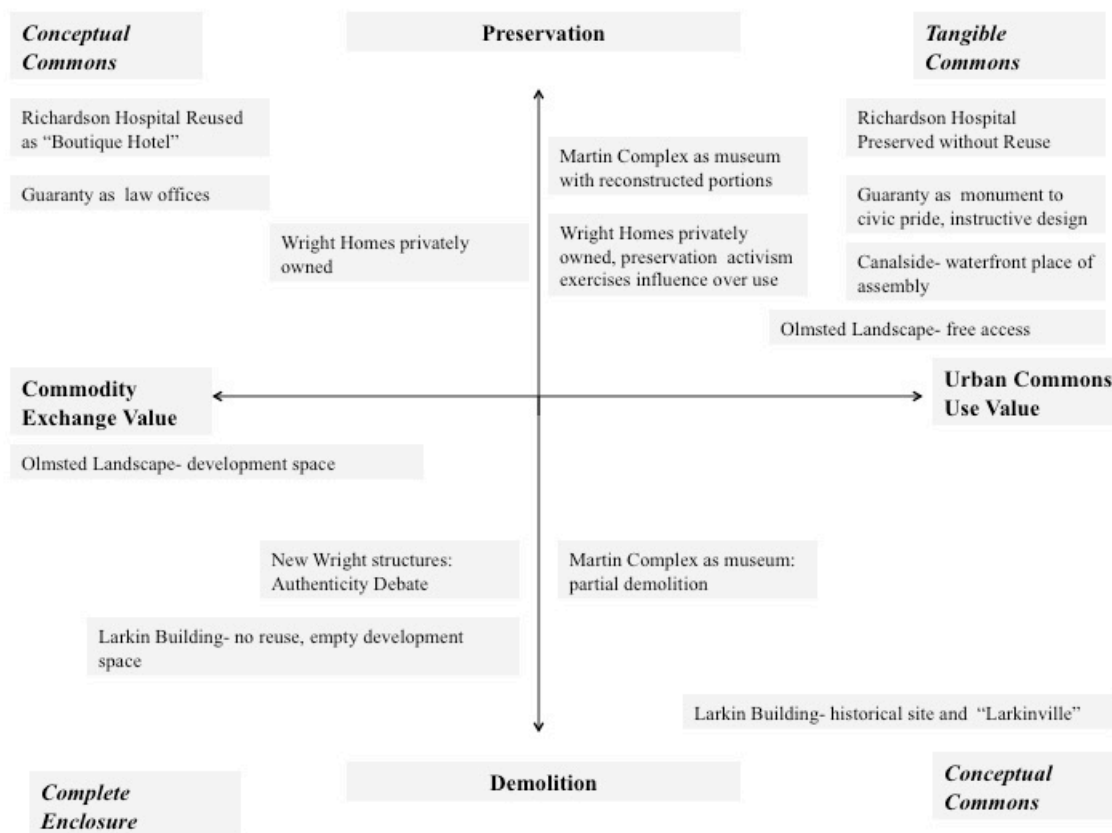 Conceptual
Commons
Preservation
Tangible
Commons
Richardson Hospital Reused
as “Boutique Hotel”
Richardson Hospital
Preserved without Reuse
Martin Complex as museum
with reconstructed portions
Guaranty as  law offices
Guaranty as  monument to
civic pride, instructive design
Wright Homes privately
owned
Wright Homes privately
owned, preservation  activism
exercises influence over use
Canalside- waterfront place of
assembly
Olmsted Landscape- free access
Commodity
Exchange Value
Urban Commons
Use Value
Olmsted Landscape- development space
New Wright structures:
Authenticity Debate
Martin Complex as museum:
partial demolition
Larkin Building- no reuse, empty development
space
Larkin Building- historical site and  “Larkinville”
Complete
Enclosure
Demolition
Conceptual
Commons